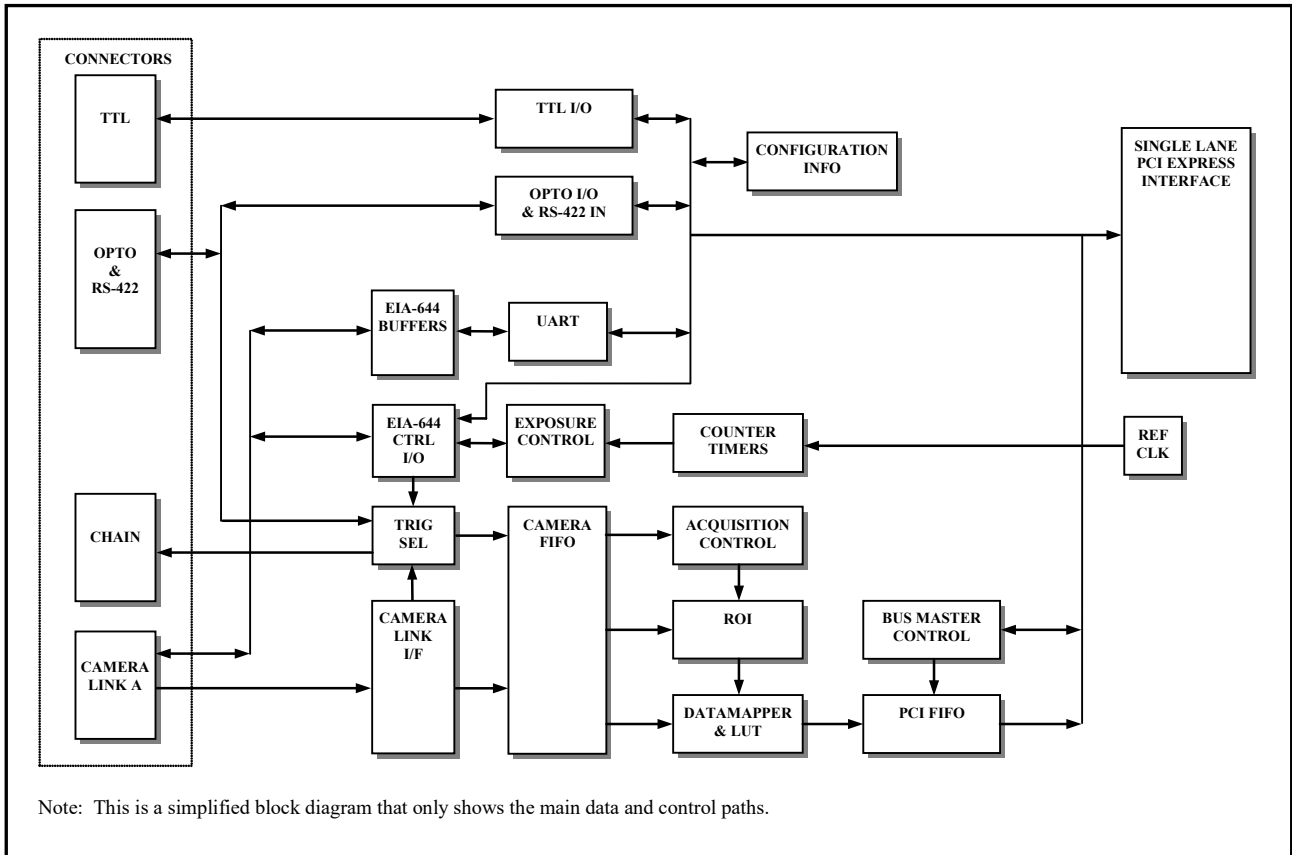 CONNECTORS
TTL
OPTO
&
RS-422
CHAIN
CAMERA
LINK A
TTL I/O
OPTO I/O
& RS-422 IN
CONFIGURATION
INFO
SINGLE LANE
PCI EXPRESS
INTERFACE
EIA-644
BUFFERS
UART
EIA-644
CTRL
I/O
EXPOSURE
CONTROL
COUNTER
TIMERS
REF
CLK
TRIG
SEL
CAMERA
FIFO
ACQUISITION
CONTROL
CAMERA
LINK
I/F
ROI
BUS MASTER
CONTROL
DATAMAPPER
& LUT
PCI FIFO
Note: This is a simplified block diagram that only shows the main data and control paths.